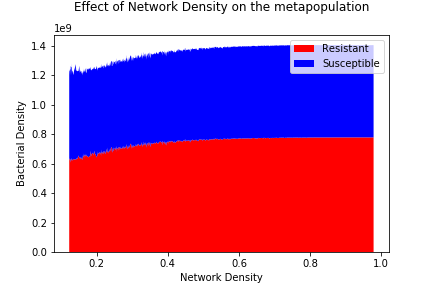 Effect of Network Density on the metapopulation
1e9
1.4
1.2
1.0
0.8
0.6
0.4
0.2
0.0
Bacterial Density
Resistant
Susceptible
0.2 0.4 0.6 0.8 1.0
Network Density